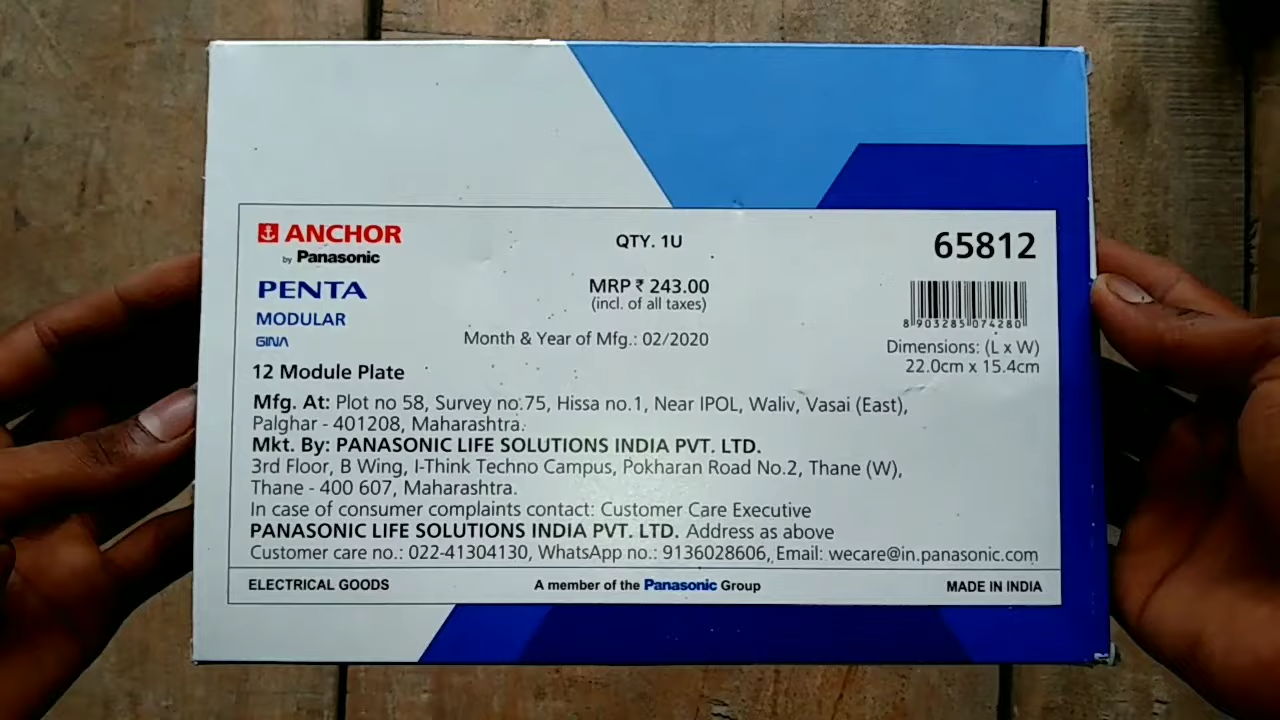 ANCHOR
by Panasonic
PENTA
MODULAR
GINA
12 Module Plate
QTY. 1U
MRP ₹ 243.00
(incl. of all taxes)
Month & Year of Mfg.: 02/2020
65812
8 903285 074280
Dimensions: (L x W)
22.0cm x 15.4cm
Mfg. At: Plot no 58, Survey no.75, Hissa no.1, Near IPOL, Waliv, Vasai (East),
Palghar - 401208, Maharashtra.
Mkt. By: PANASONIC LIFE SOLUTIONS INDIA PVT. LTD.
3rd Floor, B Wing, I-Think Techno Campus, Pokharan Road No.2, Thane (W),
Thane - 400 607, Maharashtra.
In case of consumer complaints contact: Customer Care Executive
PANASONIC LIFE SOLUTIONS INDIA PVT. LTD. Address as above
Customer care no.: 022-41304130, WhatsApp no.: 9136028606, Email: wecare@in.panasonic.com
ELECTRICAL GOODS
A member of the Panasonic Group
MADE IN INDIA